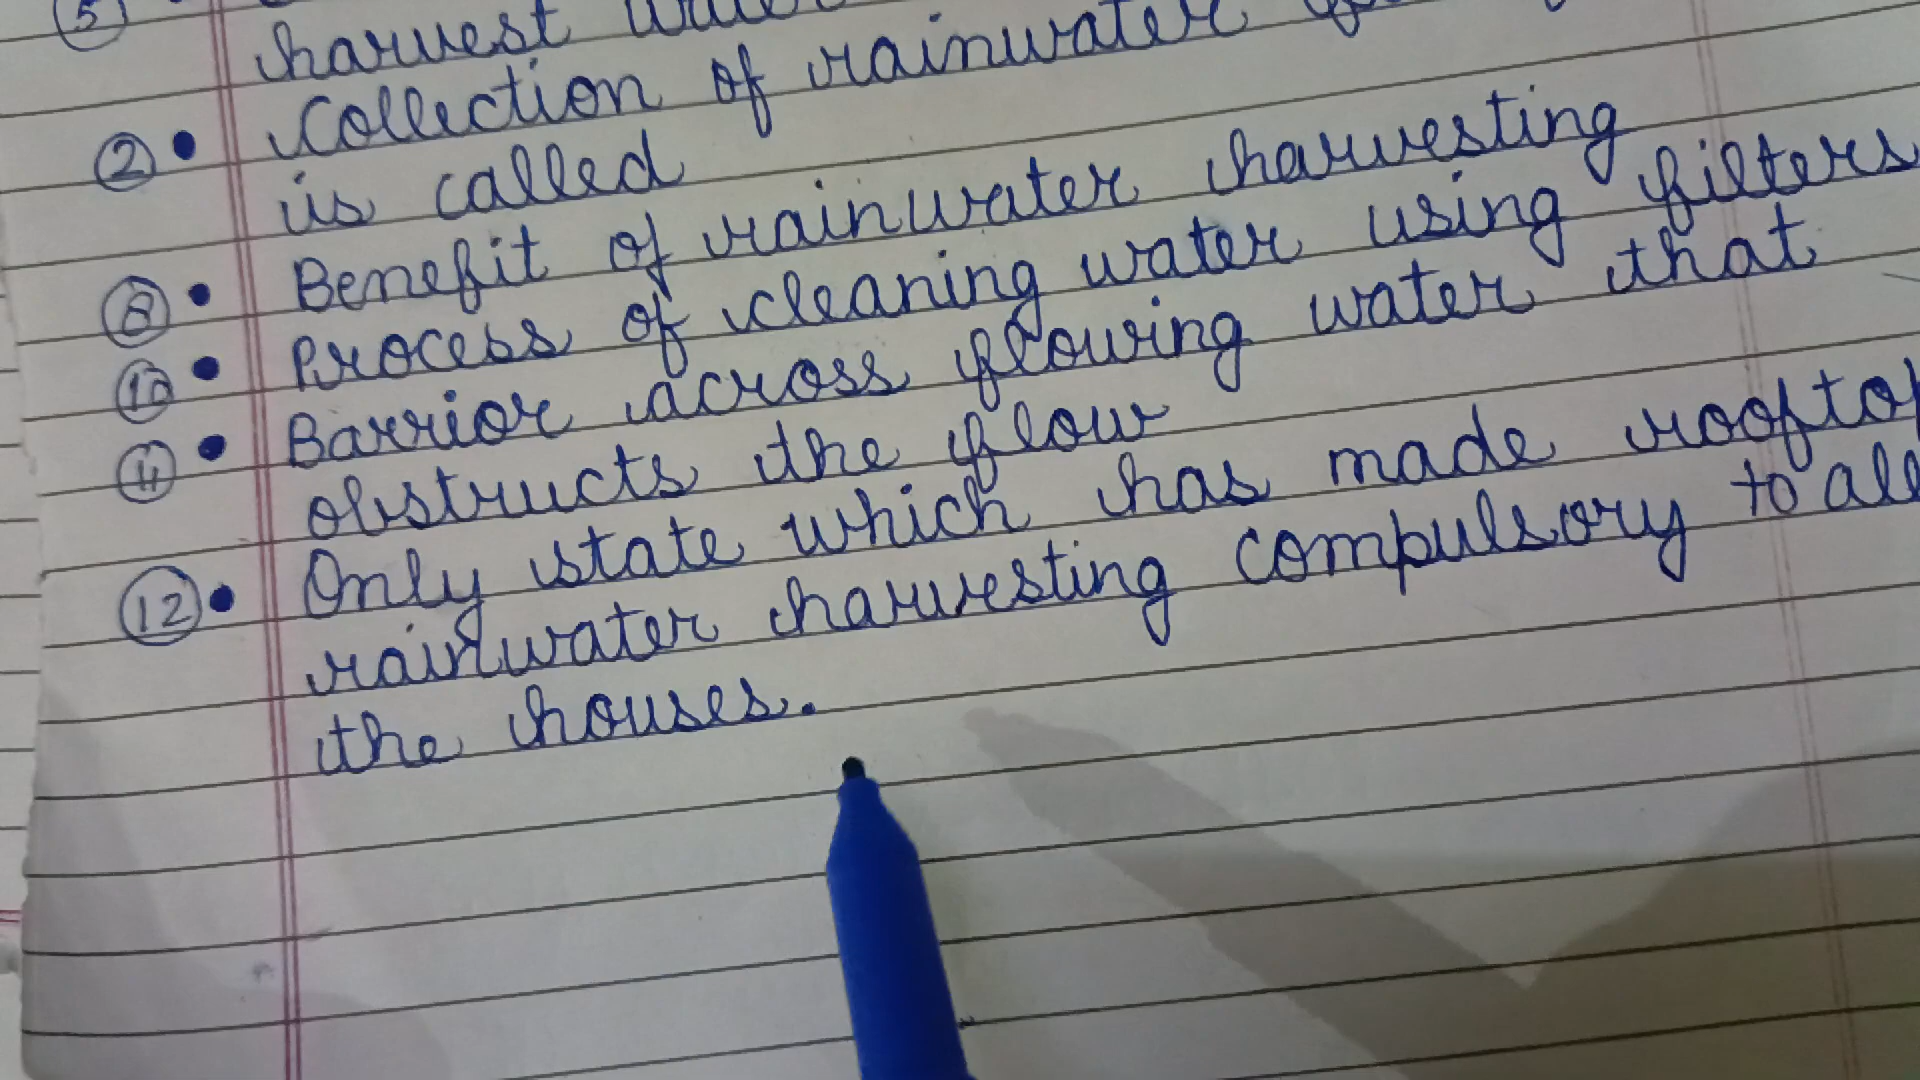 ⑤
harvest
② • Collection of rainwater
is called
⑧ • Benefit of rainwater harvesting
⑩ • Process of cleaning water using filters
⑪ • Barrior across flowing water that
obstructs the flow
⑫ • Only state which has made rooftop
rainwater harvesting compulsory to all
the houses.